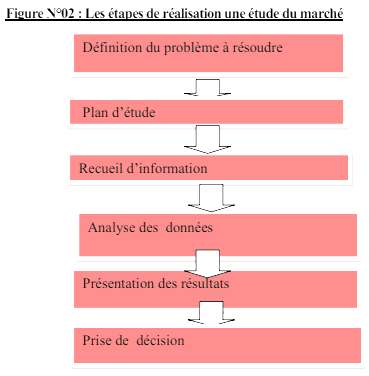 Figure N°02 : Les étapes de réalisation une étude du marché
Définition du problème à résoudre
Plan d’étude
Recueil d’information
Analyse des données
Présentation des résultats
Prise de décision